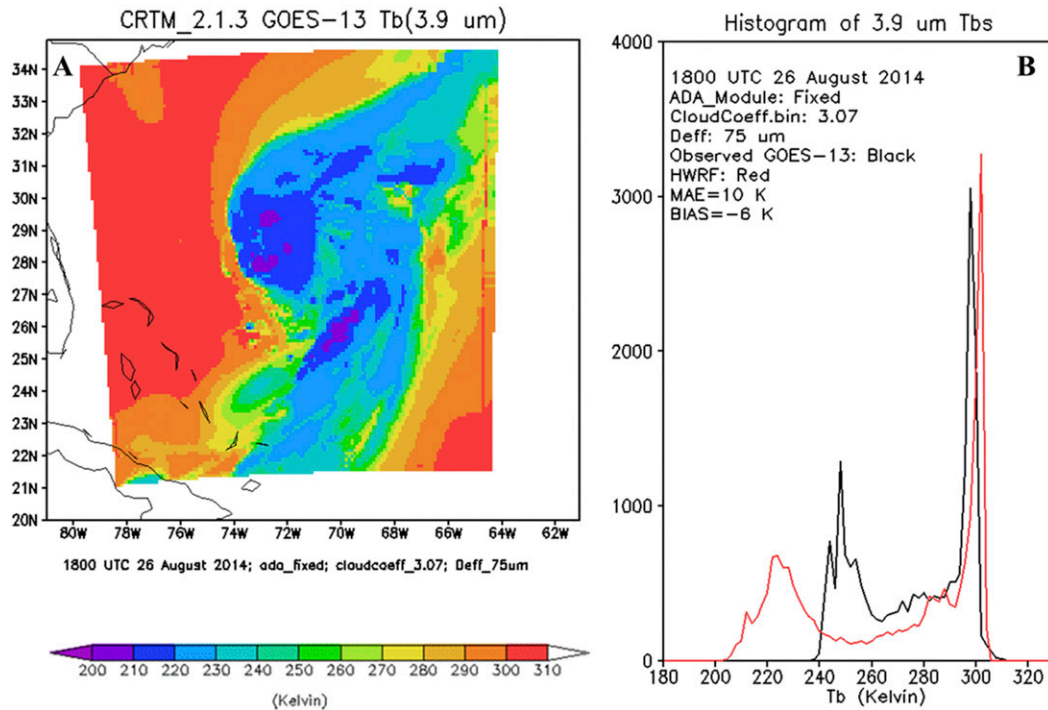 CRTM_2.1.3 GOES-13 Tb(3.9 um)
A
34N
33N
32N
31N
30N
29N
28N
27N
26N
25N
24N
23N
22N
21N
20N
80W 78W 76W 74W 72W 70W 68W 66W 64W 62W
1800 UTC 26 August 2014; ada_fixed; cloudcoeff_3.07; Deff_75um
200 210 220 230 240 250 260 270 280 290 300 310
(Kelvin)
Histogram of 3.9 um Tbs
B
1800 UTC 26 August 2014
ADA_Module: Fixed
CloudCoeff.bin: 3.07
Deff: 75 um
Observed GOES-13: Black
HWRF: Red
MAE=10 K
BIAS=-6 K
4000
3000
2000
1000
0
180 200 220 240 260 280 300 320
Tb (Kelvin)